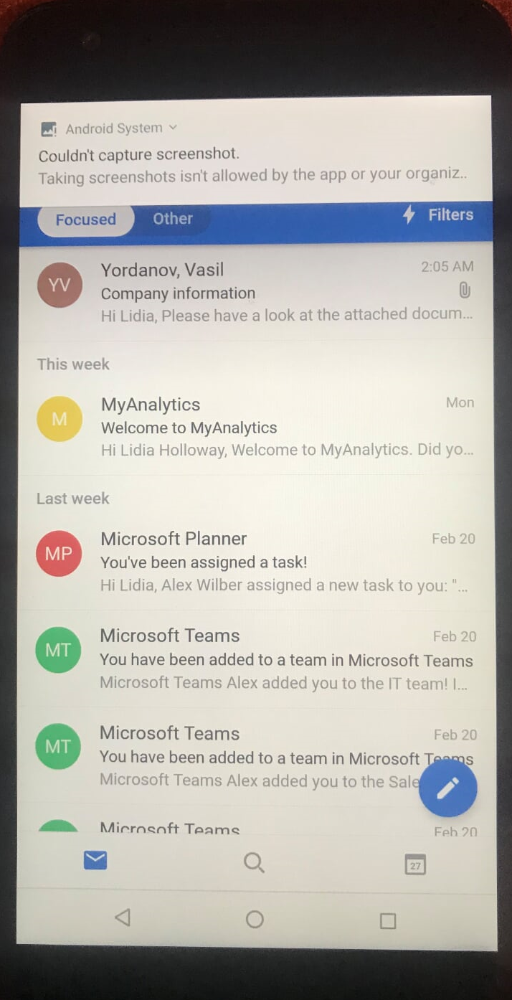 Android System
Couldn't capture screenshot.
Taking screenshots isn't allowed by the app or your organiz..
Focused Other Filters
YV Yordanov, Vasil 2:05 AM
Company information
Hi Lidia, Please have a look at the attached docum...
This week
M MyAnalytics Mon
Welcome to MyAnalytics
Hi Lidia Holloway, Welcome to MyAnalytics. Did yo...
Last week
MP Microsoft Planner Feb 20
You've been assigned a task!
Hi Lidia, Alex Wilber assigned a new task to you: "...
MT Microsoft Teams Feb 20
You have been added to a team in Microsoft Teams
Microsoft Teams Alex added you to the IT team! I...
MT Microsoft Teams Feb 20
You have been added to a team in Microsoft Teams
Microsoft Teams Alex added you to the Sale
Microsoft Teams Feb 20
27